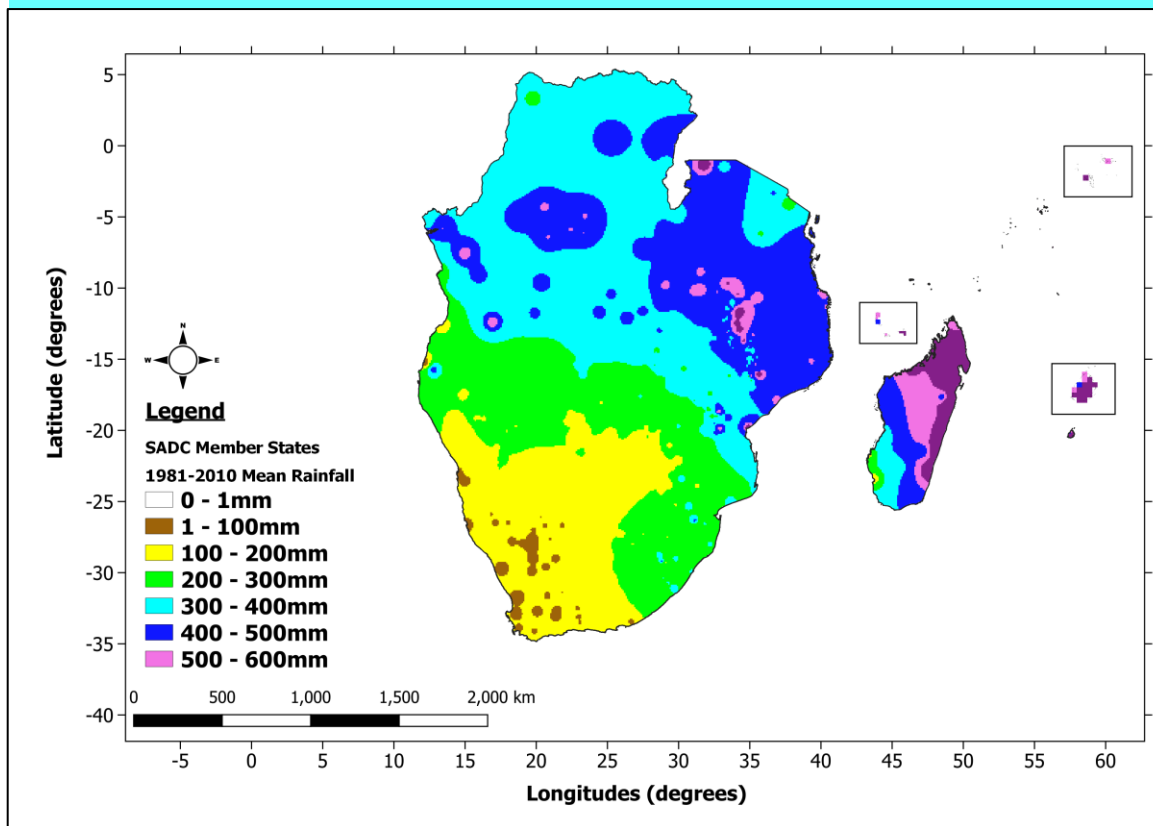 5
0
-5
-10
-15
-20
-25
-30
-35
-40
Latitude (degrees)
N
W
E
S
Legend
SADC Member States
1981-2010 Mean Rainfall
0 - 1mm
1 - 100mm
100 - 200mm
200 - 300mm
300 - 400mm
400 - 500mm
500 - 600mm
0 500 1,000 1,500 2,000 km
-5 0 5 10 15 20 25 30 35 40 45 50 55 60
Longitudes (degrees)